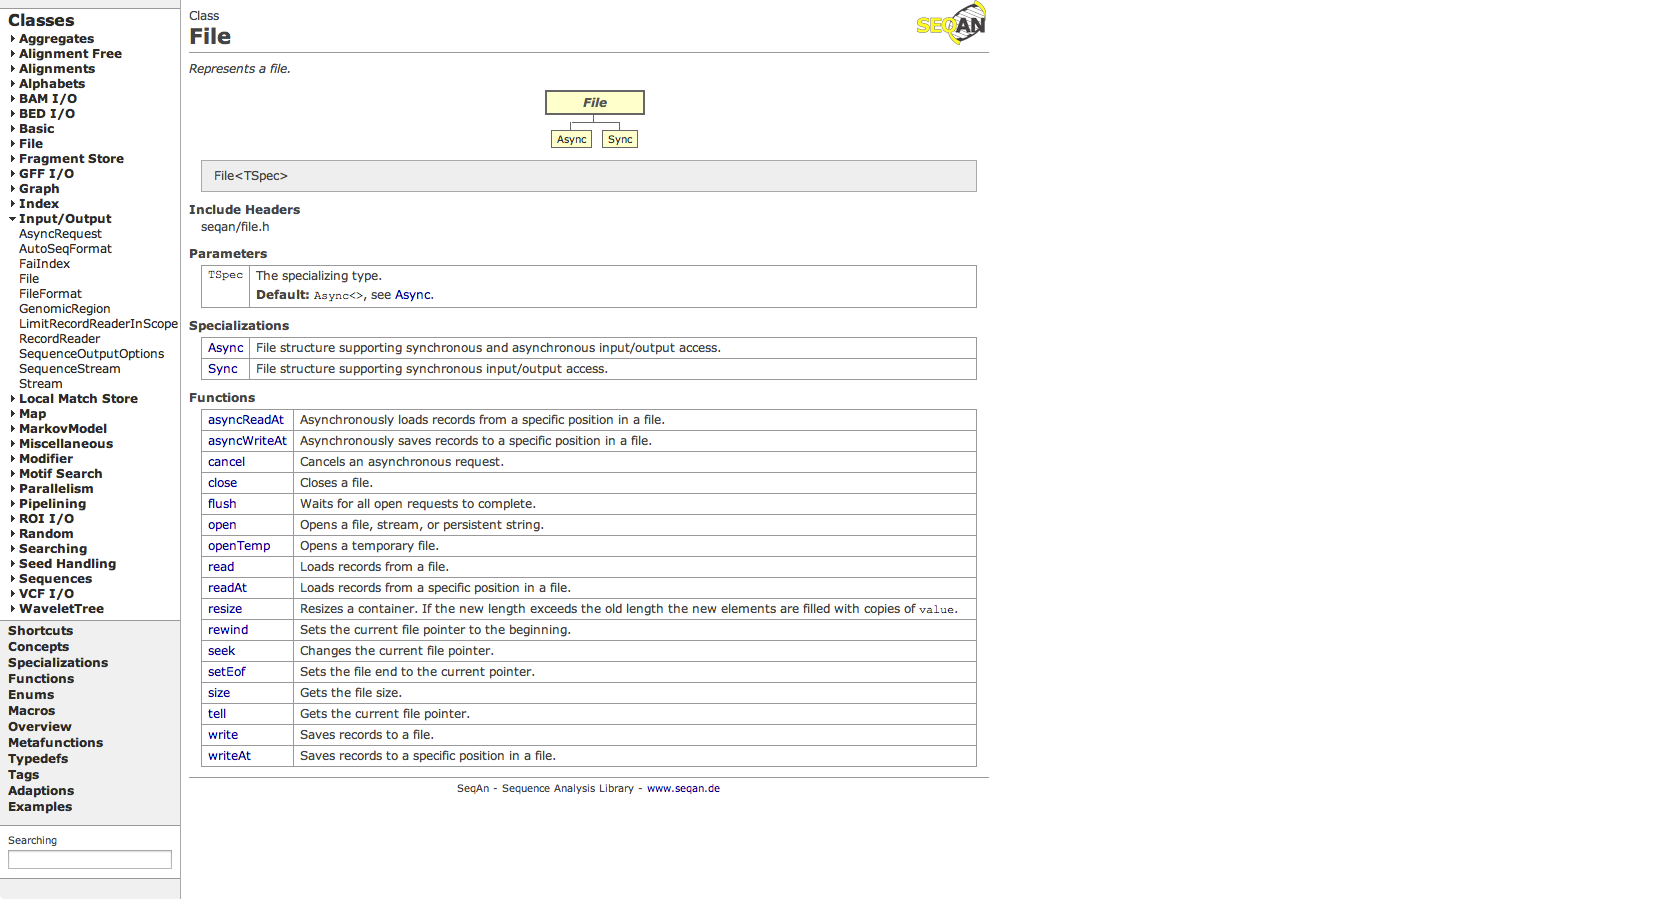 Classes
Aggregates
Alignment Free
Alignments
Alphabets
BAM I/O
BED I/O
Basic
File
Fragment Store
GFF I/O
Graph
Index
Input/Output
AsyncRequest
AutoSeqFormat
FaiIndex
File
FileFormat
GenomicRegion
LimitRecordReaderInScope
RecordReader
SequenceOutputOptions
SequenceStream
Stream
Local Match Store
Map
MarkovModel
Miscellaneous
Modifier
Motif Search
Parallelism
Pipelining
ROI I/O
Random
Searching
Seed Handling
Sequences
VCF I/O
WaveletTree
Shortcuts
Concepts
Specializations
Functions
Enums
Macros
Overview
Metafunctions
Typedefs
Tags
Adaptions
Examples
Searching
Class
File
SEQAN
Represents a file.
File
Async Sync
File<TSpec>
Include Headers
seqan/file.h
Parameters
TSpec The specializing type.
Default: Async<>, see Async.
Specializations
Async File structure supporting synchronous and asynchronous input/output access.
Sync File structure supporting synchronous input/output access.
Functions
asyncReadAt Asynchronously loads records from a specific position in a file.
asyncWriteAt Asynchronously saves records to a specific position in a file.
cancel Cancels an asynchronous request.
close Closes a file.
flush Waits for all open requests to complete.
open Opens a file, stream, or persistent string.
openTemp Opens a temporary file.
read Loads records from a file.
readAt Loads records from a specific position in a file.
resize Resizes a container. If the new length exceeds the old length the new elements are filled with copies of value.
rewind Sets the current file pointer to the beginning.
seek Changes the current file pointer.
setEof Sets the file end to the current pointer.
size Gets the file size.
tell Gets the current file pointer.
write Saves records to a file.
writeAt Saves records to a specific position in a file.
SeqAn - Sequence Analysis Library - www.seqan.de